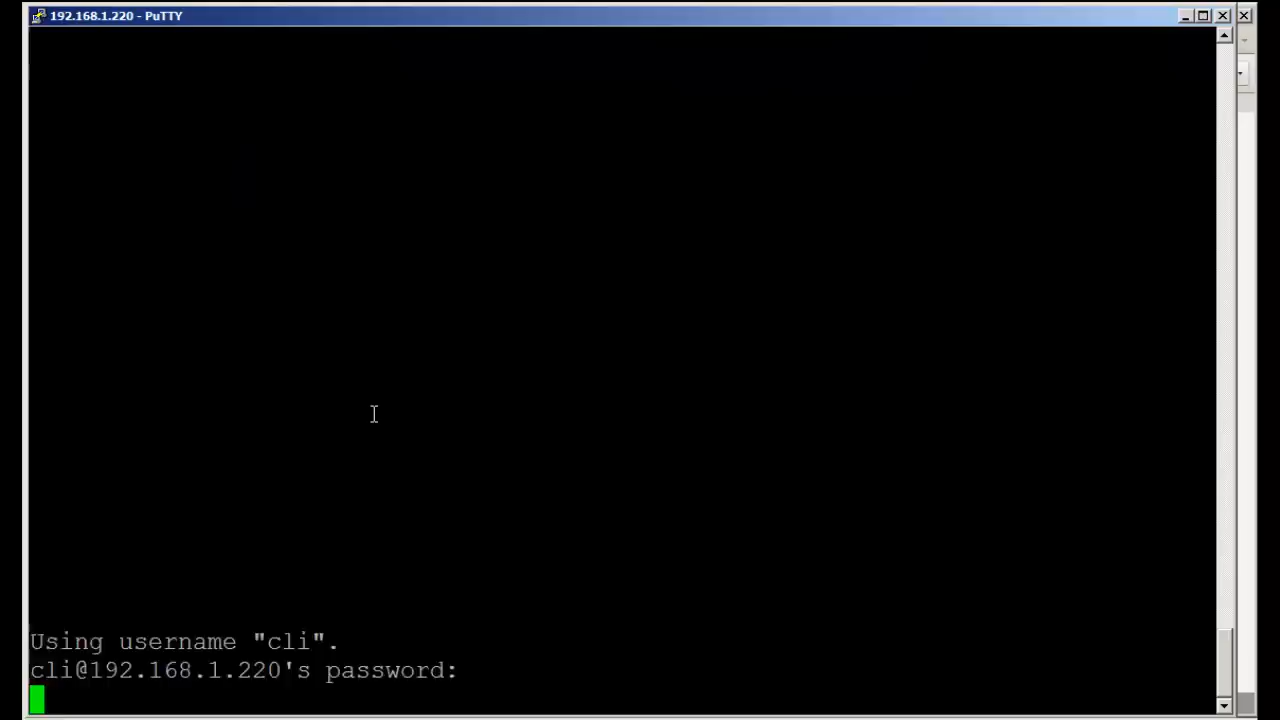 192.168.1.220 - PuTTY
Using username "cli".
cli@192.168.1.220's password: